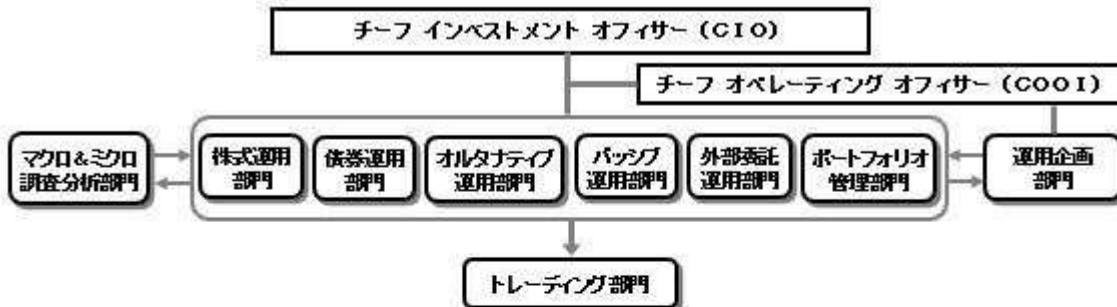 チーフ インベストメント オフィサー (CIO)
チーフ オペレーティング オフィサー (COOI)
マクロ&ミクロ
調査分析部門
株式運用
部門
債券運用
部門
オルタナティブ
運用部門
パッシブ
運用部門
外部委託
運用部門
ポートフォリオ
管理部門
運用企画
部門
トレーディング部門